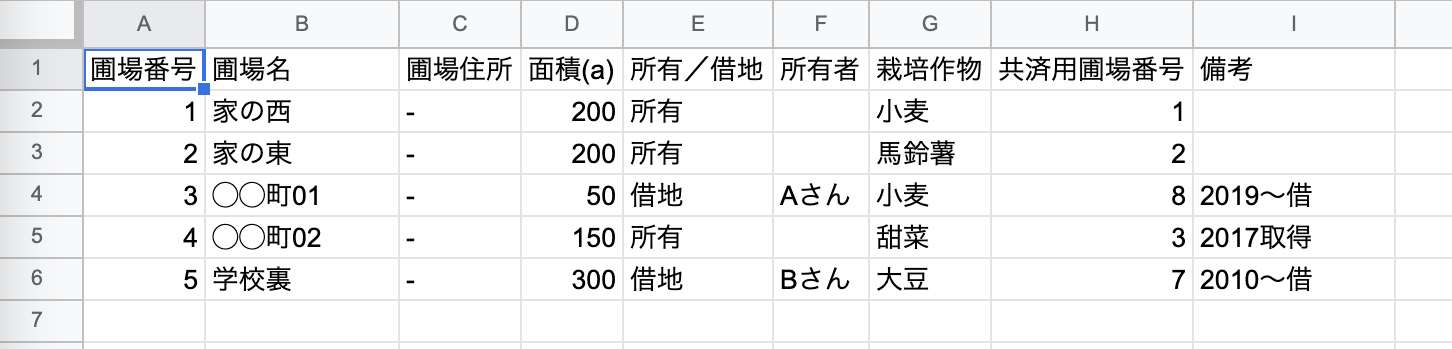 A B C D E F G H I
1 圃場番号 圃場名 圃場住所 面積(a) 所有／借地 所有者 栽培作物 共済用圃場番号 備考
2 1 家の西 - 200 所有 小麦 1
3 2 家の東 - 200 所有 馬鈴薯 2
4 3 ◯◯町01 - 50 借地 Aさん 小麦 8 2019〜借
5 4 ◯◯町02 - 150 所有 甜菜 3 2017取得
6 5 学校裏 - 300 借地 Bさん 大豆 7 2010〜借
7